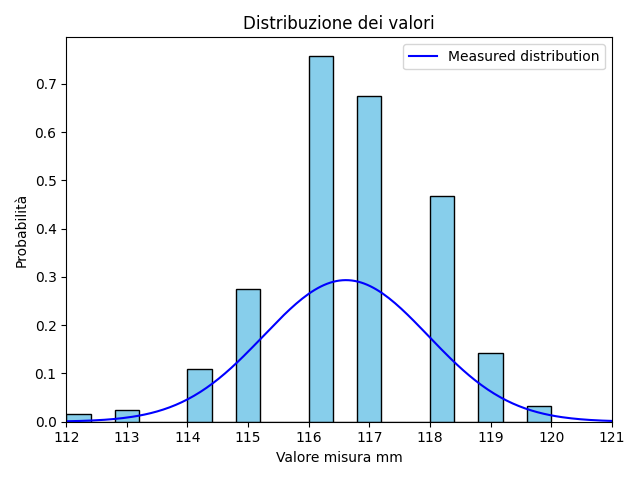 Distribuzione dei valori
Measured distribution
Probabilità
0.7
0.6
0.5
0.4
0.3
0.2
0.1
0.0
112 113 114 115 116 117 118 119 120 121
Valore misura mm